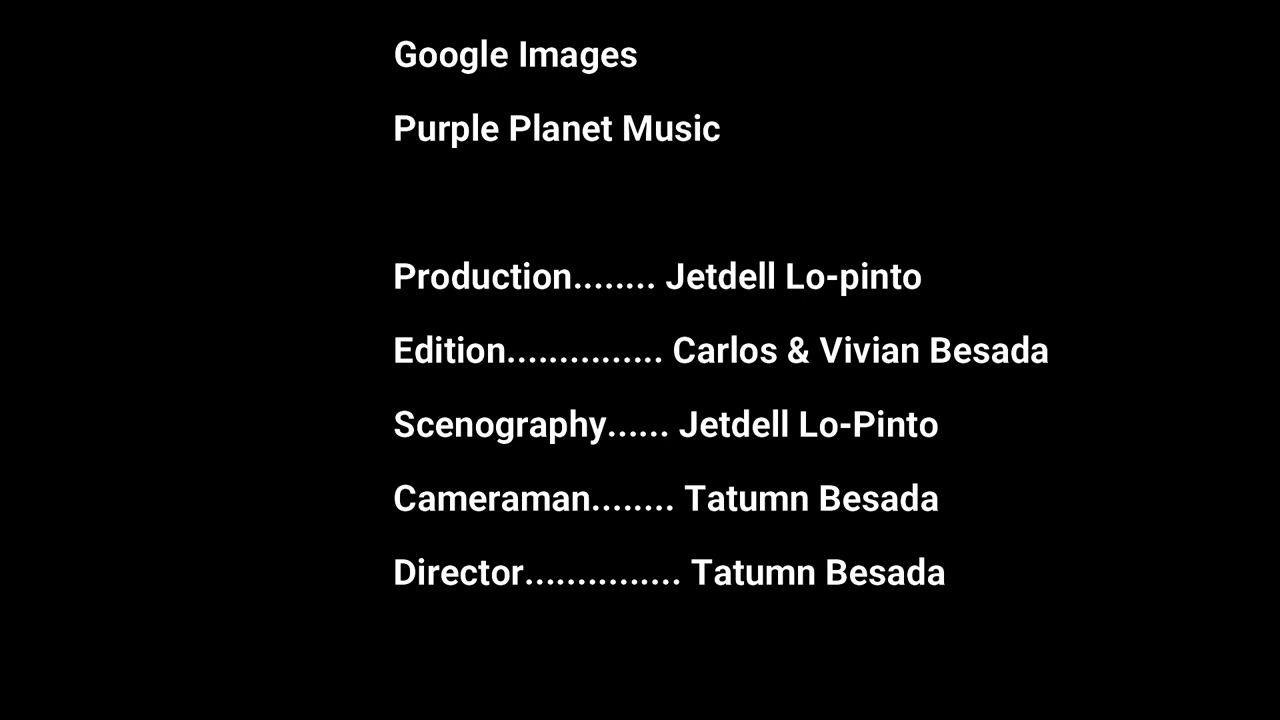 Google Images
Purple Planet Music
Production........ Jetdell Lo-pinto
Edition............... Carlos & Vivian Besada
Scenography...... Jetdell Lo-Pinto
Cameraman........ Tatumn Besada
Director............... Tatumn Besada